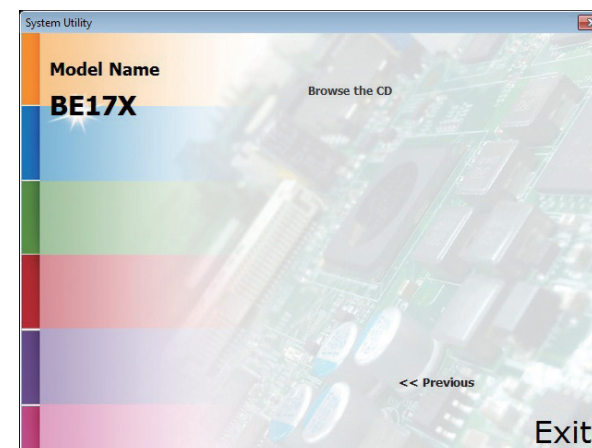 System Utility
Model Name
BE17X
Browse the CD
<< Previous
Exit